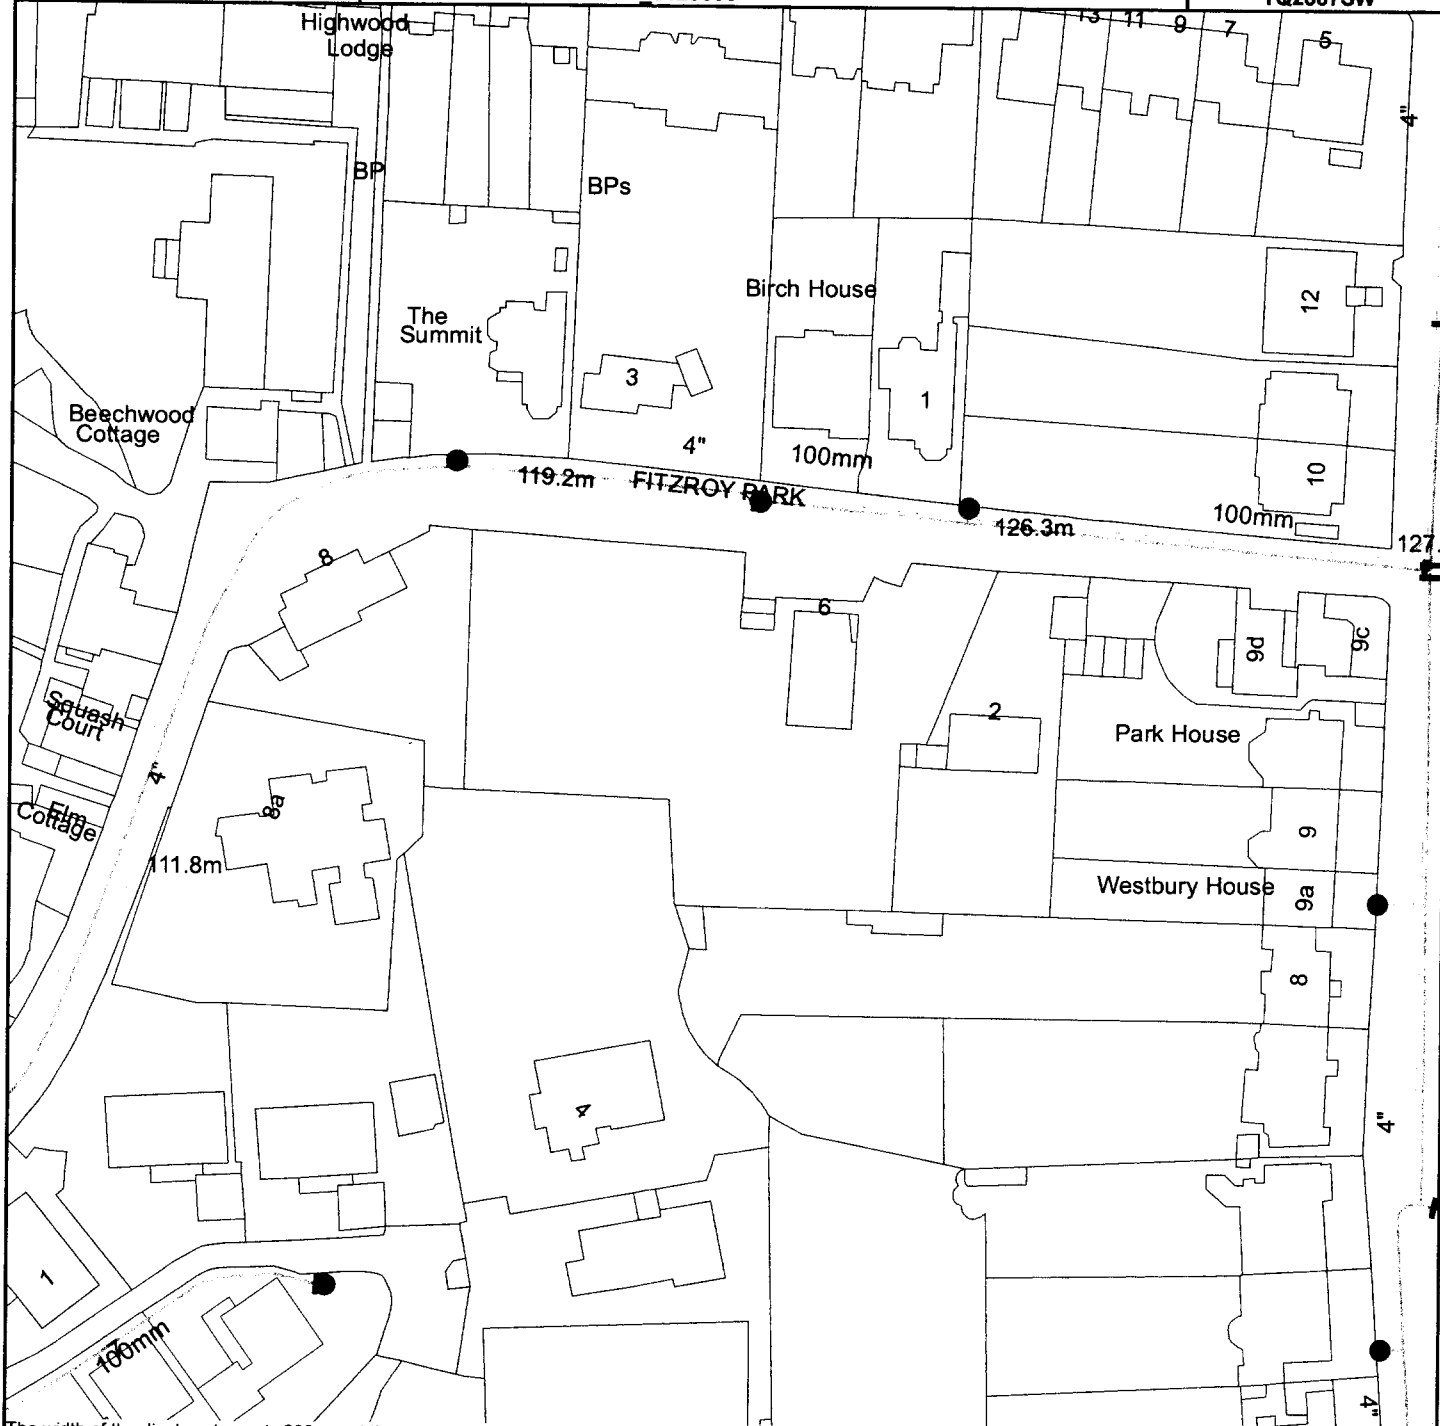 Highwood
Lodge
13
11
9
7
5
4"
BP
BPs
Birch House
12
The
Summit
3
1
Beechwood
Cottage
4"
100mm
10
119.2m
FITZROY PARK
126.3m
100mm
127.
8
6
9d
9c
2
Park House
Squash
Court
4"
8a
Elm
Cottage
111.8m
9
Westbury House
9a
8
4
4"
1
7
100mm
4"